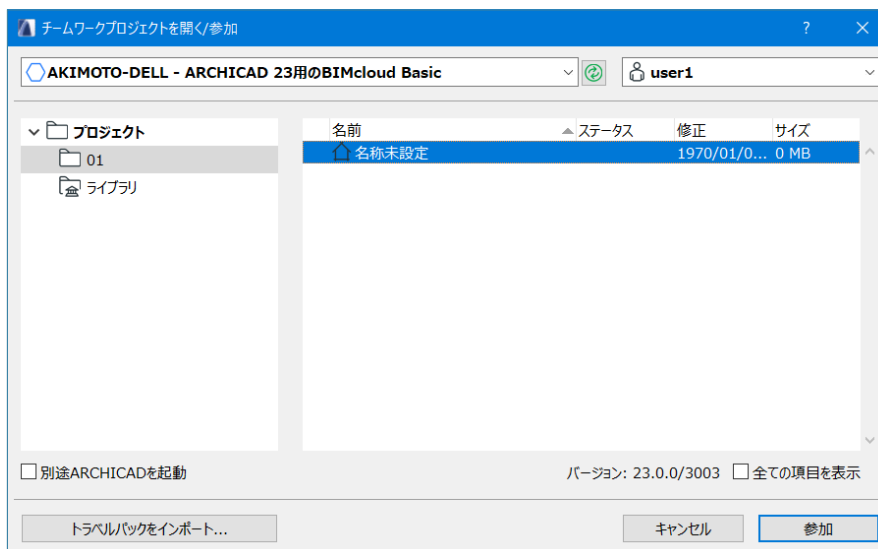 チームワークプロジェクトを開く/参加 ?
AKIMOTO-DELL - ARCHICAD 23用のBIMcloud Basic user1
プロジェクト
01
ライブラリ
名前 ステータス 修正 サイズ
名称未設定 1970/01/0... 0 MB
別途ARCHICADを起動 バージョン: 23.0.0/3003 全ての項目を表示
トラベルパックをインポート... キャンセル 参加